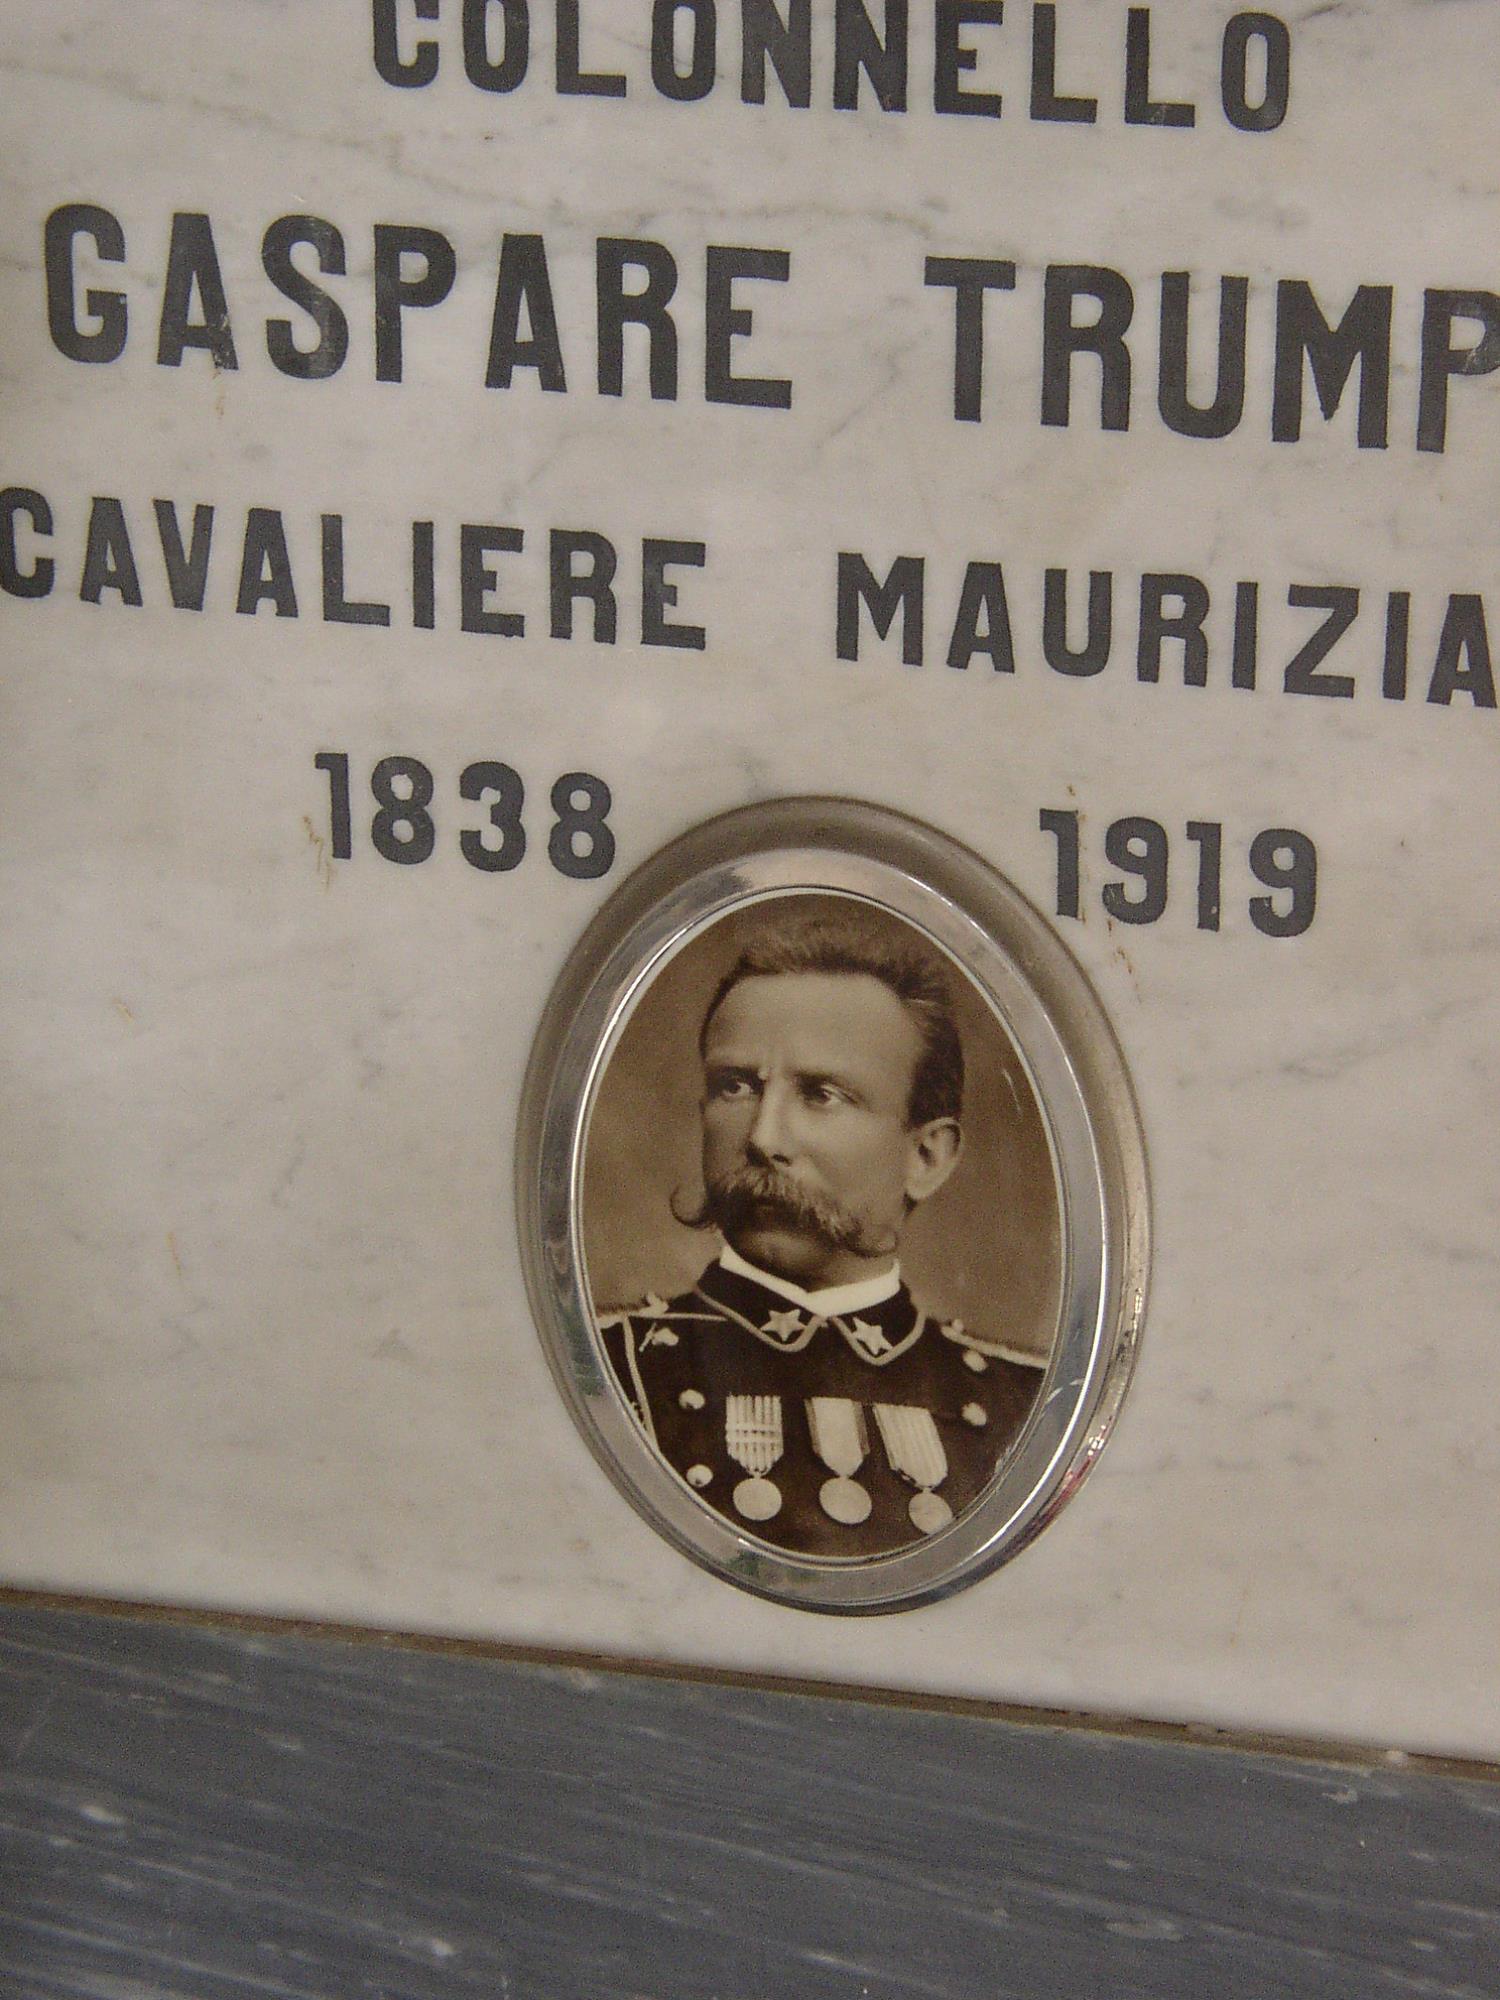 COLONNELLO
GASPARE TRUMP
CAVALIERE MAURIZIA
1838 1919